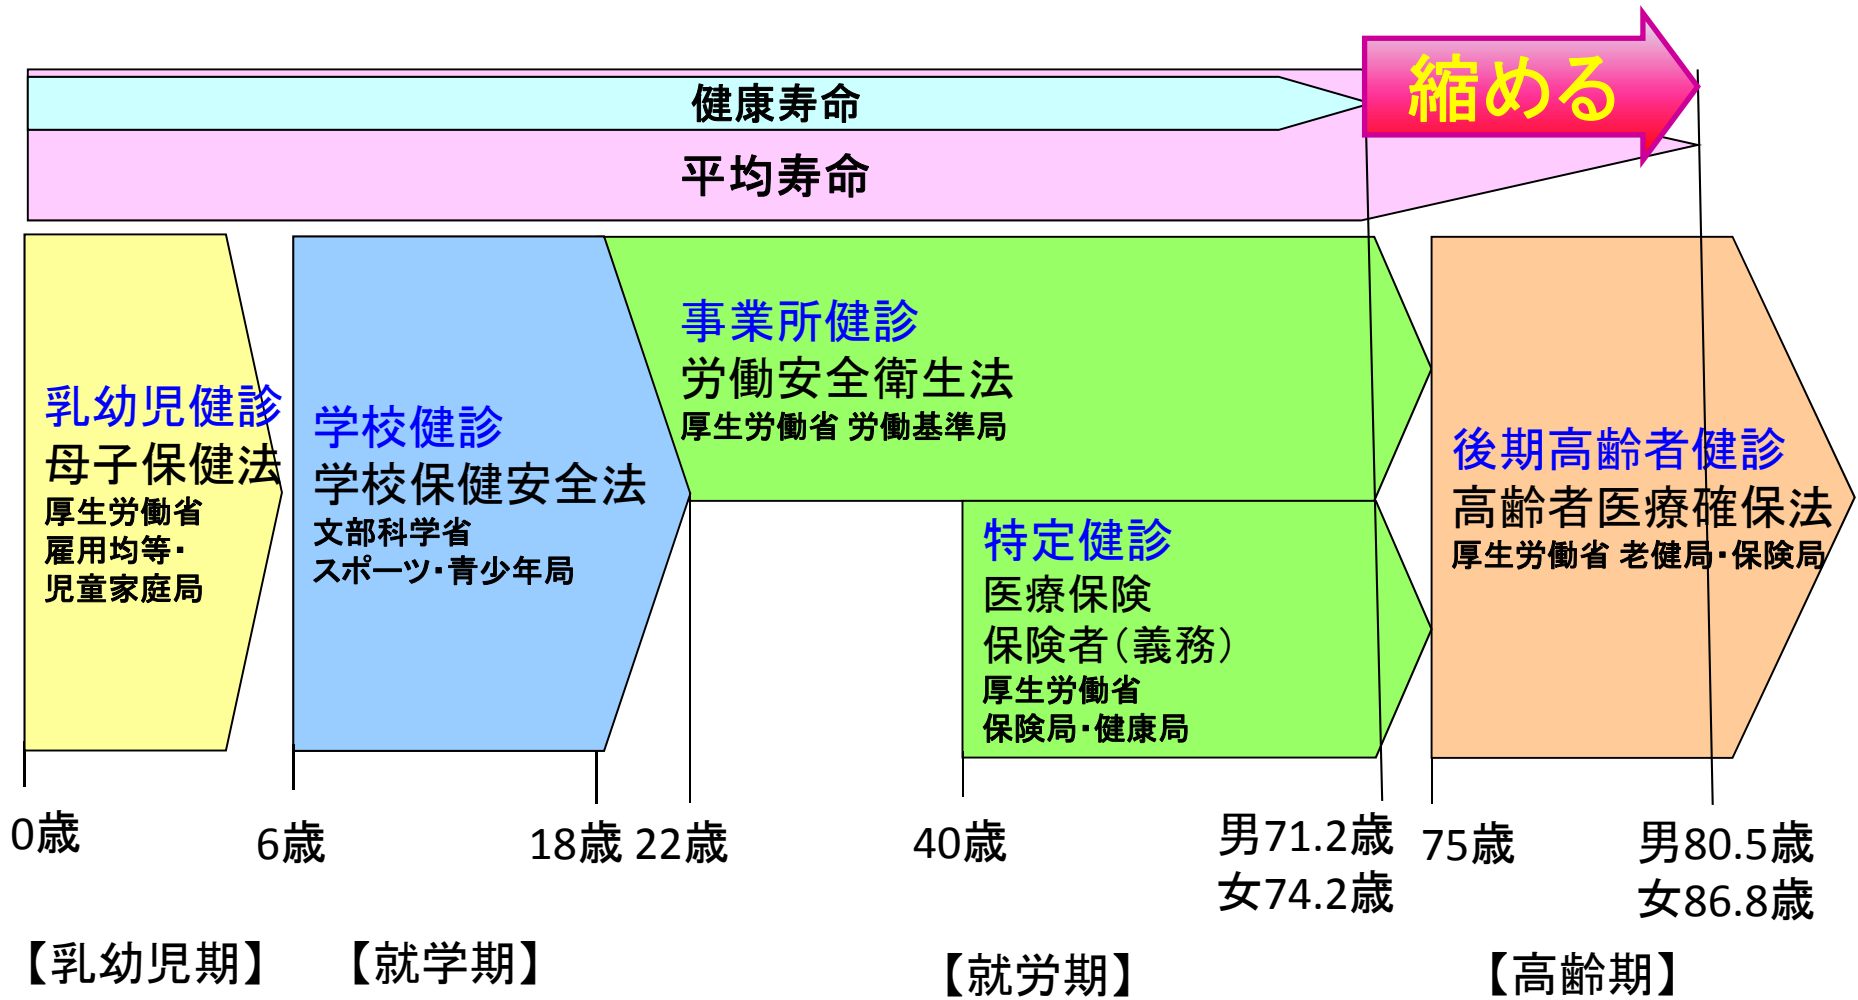 縮める
健康寿命
平均寿命
乳幼児健診
母子保健法
厚生労働省
雇用均等・
児童家庭局
学校健診
学校保健安全法
文部科学省
スポーツ・青少年局
事業所健診
労働安全衛生法
厚生労働省 労働基準局
特定健診
医療保険
保険者（義務）
厚生労働省
保険局・健康局
後期高齢者健診
高齢者医療確保法
厚生労働省 老健局・保険局
0歳
6歳
18歳
22歳
40歳
男71.2歳
女74.2歳
75歳
男80.5歳
女86.8歳
【乳幼児期】
【就学期】
【就労期】
【高齢期】